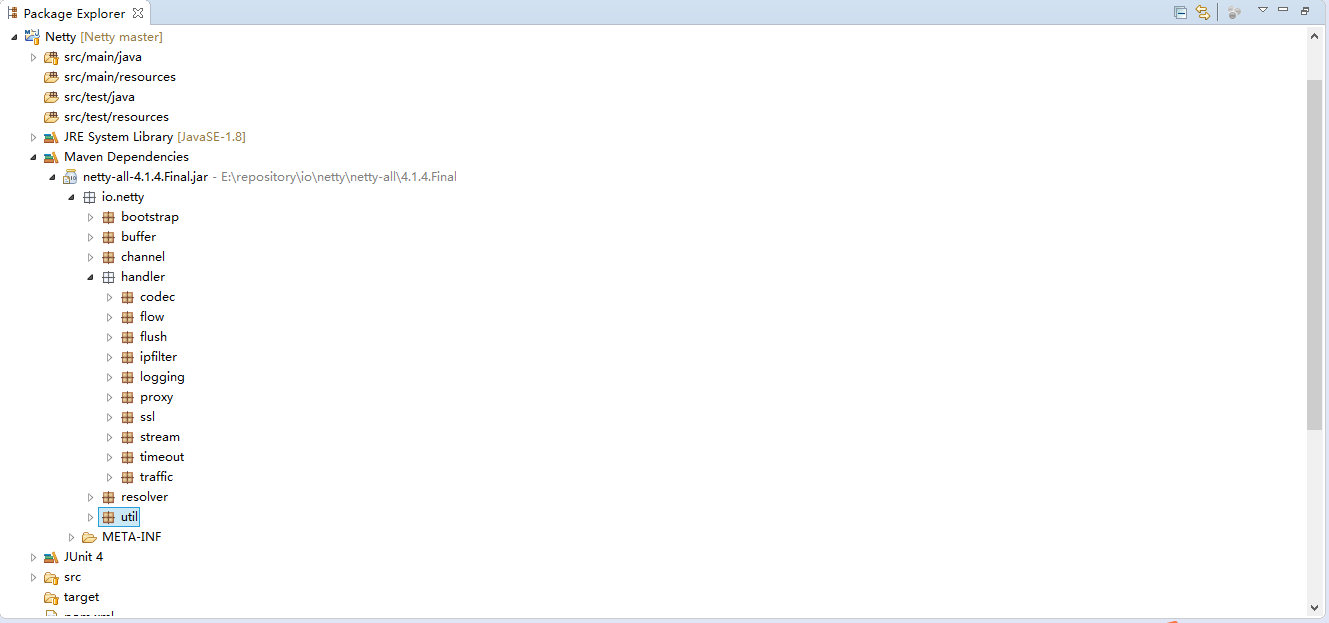 Package Explorer
Netty [Netty master]
src/main/java
src/main/resources
src/test/java
src/test/resources
JRE System Library [JavaSE-1.8]
Maven Dependencies
netty-all-4.1.4.Final.jar - E:\repository\io\netty\netty-all\4.1.4.Final
io.netty
bootstrap
buffer
channel
handler
codec
flow
flush
ipfilter
logging
proxy
ssl
stream
timeout
traffic
resolver
util
META-INF
JUnit 4
src
target
pom.xml